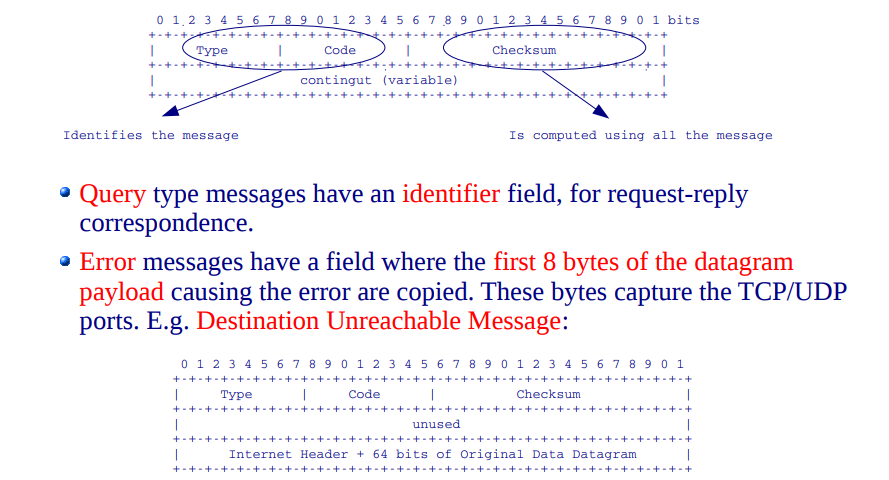 0 1 2 3 4 5 6 7 8 9 0 1 2 3 4 5 6 7 8 9 0 1 2 3 4 5 6 7 8 9 0 1 bits
+-+-+-+-+-+-+-+-+-+-+-+-+-+-+-+-+-+-+-+-+-+-+-+-+-+-+-+-+-+-+-+-+
| Type | Code | Checksum |
+-+-+-+-+-+-+-+-+-+-+-+-+-+-+-+-+-+-+-+-+-+-+-+-+-+-+-+-+-+-+-+-+
| contingut (variable) |
+-+-+-+-+-+-+-+-+-+-+-+-+-+-+-+-+-+-+-+-+-+-+-+-+-+-+-+-+-+-+-+-+
Identifies the message
Is computed using all the message
Query type messages have an identifier field, for request-reply
correspondence.
Error messages have a field where the first 8 bytes of the datagram
payload causing the error are copied. These bytes capture the TCP/UDP
ports. E.g. Destination Unreachable Message:
0 1 2 3 4 5 6 7 8 9 0 1 2 3 4 5 6 7 8 9 0 1 2 3 4 5 6 7 8 9 0 1
+-+-+-+-+-+-+-+-+-+-+-+-+-+-+-+-+-+-+-+-+-+-+-+-+-+-+-+-+-+-+-+-+
| Type | Code | Checksum |
+-+-+-+-+-+-+-+-+-+-+-+-+-+-+-+-+-+-+-+-+-+-+-+-+-+-+-+-+-+-+-+-+
| unused |
+-+-+-+-+-+-+-+-+-+-+-+-+-+-+-+-+-+-+-+-+-+-+-+-+-+-+-+-+-+-+-+-+
| Internet Header + 64 bits of Original Data Datagram |
+-+-+-+-+-+-+-+-+-+-+-+-+-+-+-+-+-+-+-+-+-+-+-+-+-+-+-+-+-+-+-+-+